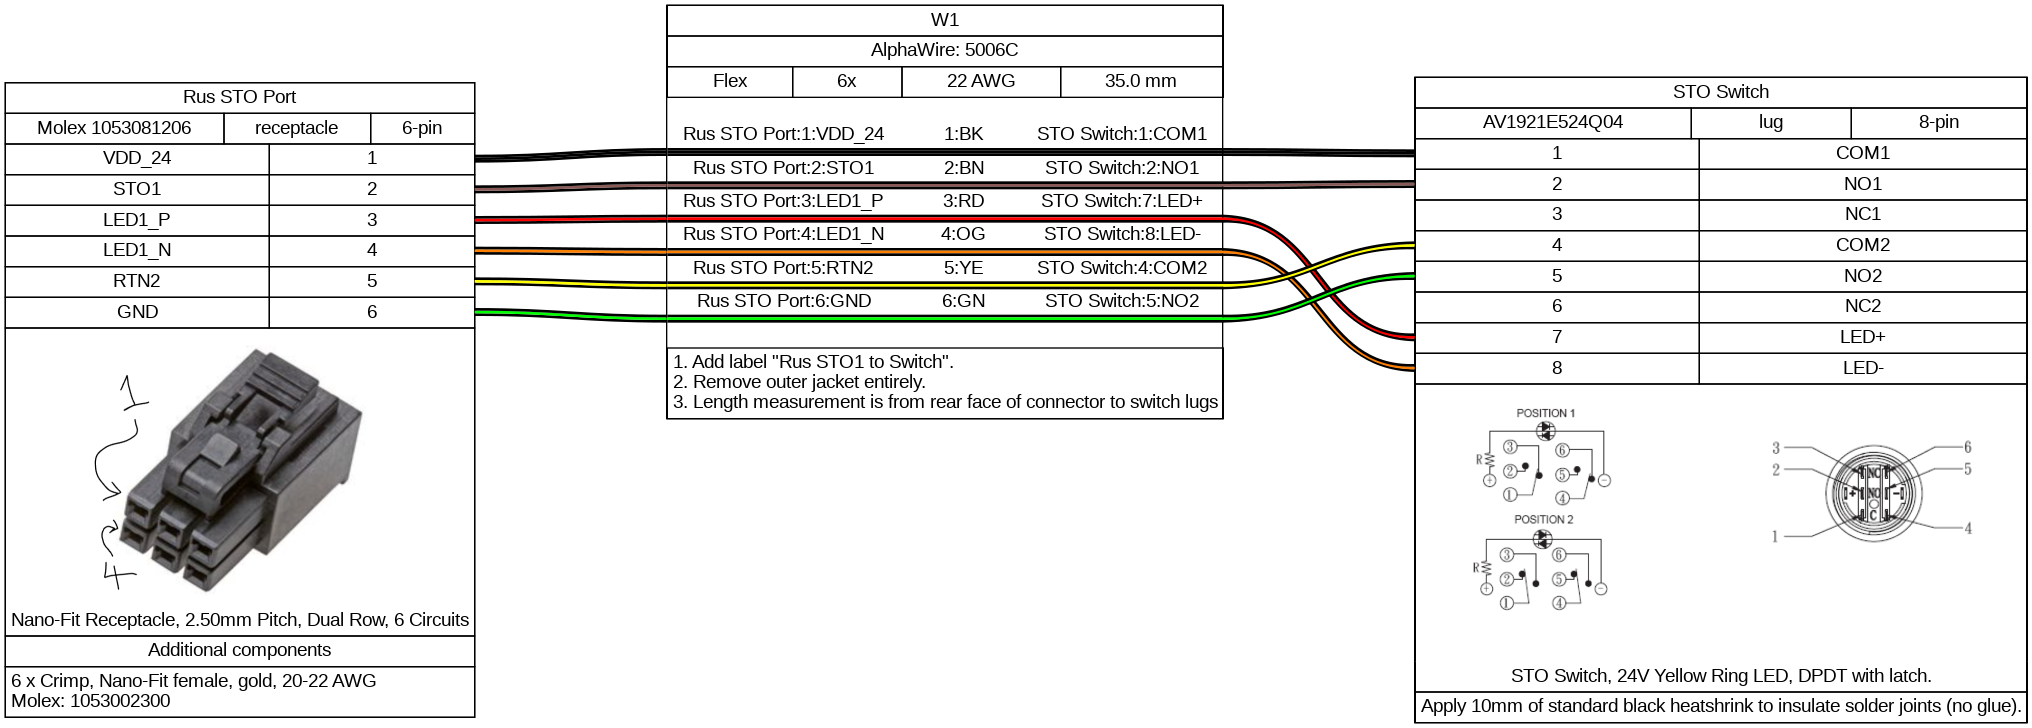 Rus STO Port
Molex 1053081206 receptacle 6-pin
VDD_24 1
STO1 2
LED1_P 3
LED1_N 4
RTN2 5
GND 6
1
4
Nano-Fit Receptacle, 2.50mm Pitch, Dual Row, 6 Circuits
Additional components
6 x Crimp, Nano-Fit female, gold, 20-22 AWG
Molex: 1053002300
W1
AlphaWire: 5006C
Flex 6x 22 AWG 35.0 mm
Rus STO Port:1:VDD_24 1:BK STO Switch:1:COM1
Rus STO Port:2:STO1 2:BN STO Switch:2:NO1
Rus STO Port:3:LED1_P 3:RD STO Switch:7:LED+
Rus STO Port:4:LED1_N 4:OG STO Switch:8:LED-
Rus STO Port:5:RTN2 5:YE STO Switch:4:COM2
Rus STO Port:6:GND 6:GN STO Switch:5:NO2
1. Add label "Rus STO1 to Switch".
2. Remove outer jacket entirely.
3. Length measurement is from rear face of connector to switch lugs
STO Switch
AV1921E524Q04 lug 8-pin
1 COM1
2 NO1
3 NC1
4 COM2
5 NO2
6 NC2
7 LED+
8 LED-
POSITION 1
R 3 6
2 5
+ -
1 4
POSITION 2
R 3 6
2 5
+ -
1 4
3 NC 6
2 + NO - 5
1 C 4
STO Switch, 24V Yellow Ring LED, DPDT with latch.
Apply 10mm of standard black heatshrink to insulate solder joints (no glue).